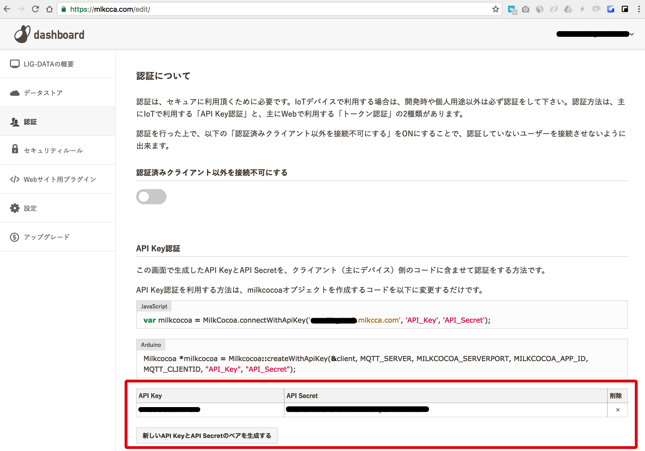 https://mlkcca.com/edit/
dashboard
LIG-DATAの概要
データストア
認証
セキュリティルール
Webサイト用プラグイン
設定
アップグレード
認証について
認証は、セキュアに利用頂くために必要です。IoTデバイスで利用する場合は、開発時や個人用途以外は必ず認証をして下さい。認証方法は、主
にIoTで利用する「API Key認証」と、主にWebで利用する「トークン認証」の2種類があります。
認証を行った上で、以下の「認証済みクライアント以外を接続不可にする」をONにすることで、認証していないユーザーを接続させないように
出来ます。
認証済みクライアント以外を接続不可にする
API Key認証
この画面で生成したAPI KeyとAPI Secretを、クライアント（主にデバイス）側のコードに含ませて認証をする方法です。
API Key認証を利用する方法は、milkcocoaオブジェクトを作成するコードを以下に変更するだけです。
JavaScript
var milkcocoa = MilkCocoa.connectWithApiKey('.mlkcca.com', 'API_Key', 'API_Secret');
Arduino
Milkcocoa *milkcocoa = Milkcocoa::createWithApiKey(&client, MQTT_SERVER, MILKCOCOA_SERVERPORT, MILKCOCOA_APP_ID,
MQTT_CLIENTID, "API_Key", "API_Secret");
API Key API Secret 削除
×
新しいAPI KeyとAPI Secretのペアを生成する